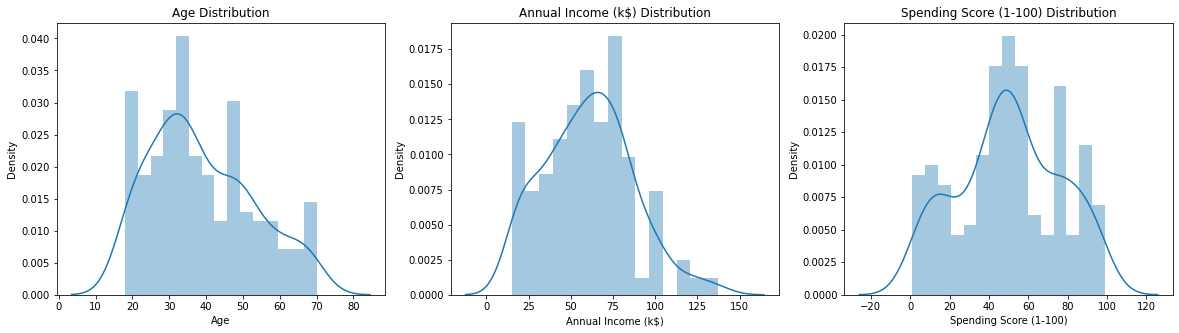 Age Distribution
0.040
0.035
0.030
0.025
0.020
0.015
0.010
0.005
0.000
Density
0 10 20 30 40 50 60 70 80
Age
Annual Income (k$) Distribution
0.0175
0.0150
0.0125
0.0100
0.0075
0.0050
0.0025
0.0000
Density
0 25 50 75 100 125 150
Annual Income (k$)
Spending Score (1-100) Distribution
0.0200
0.0175
0.0150
0.0125
0.0100
0.0075
0.0050
0.0025
0.0000
Density
−20 0 20 40 60 80 100 120
Spending Score (1-100)